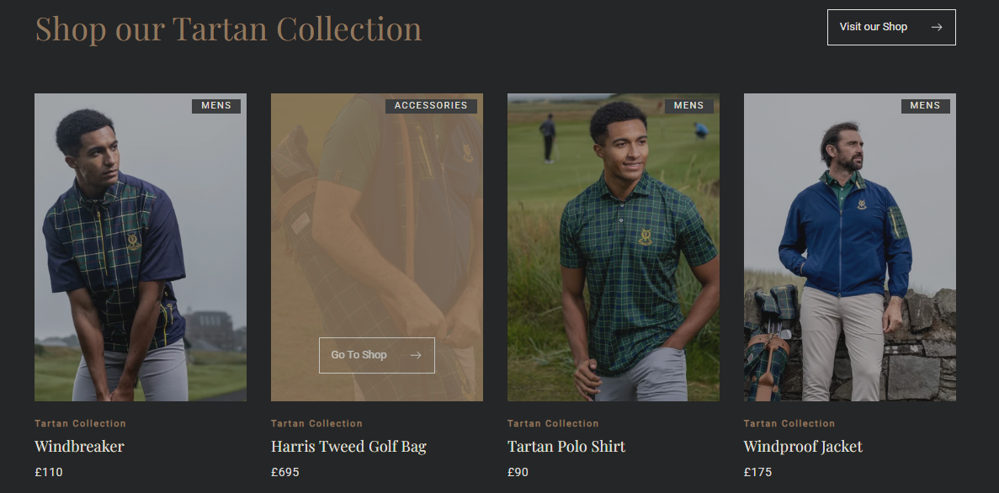 Shop our Tartan Collection
Visit our Shop
MENS
ACCESSORIES
MENS
MENS
Go To Shop
Tartan Collection
Tartan Collection
Tartan Collection
Tartan Collection
Windbreaker
Harris Tweed Golf Bag
Tartan Polo Shirt
Windproof Jacket
£110
£695
£90
£175